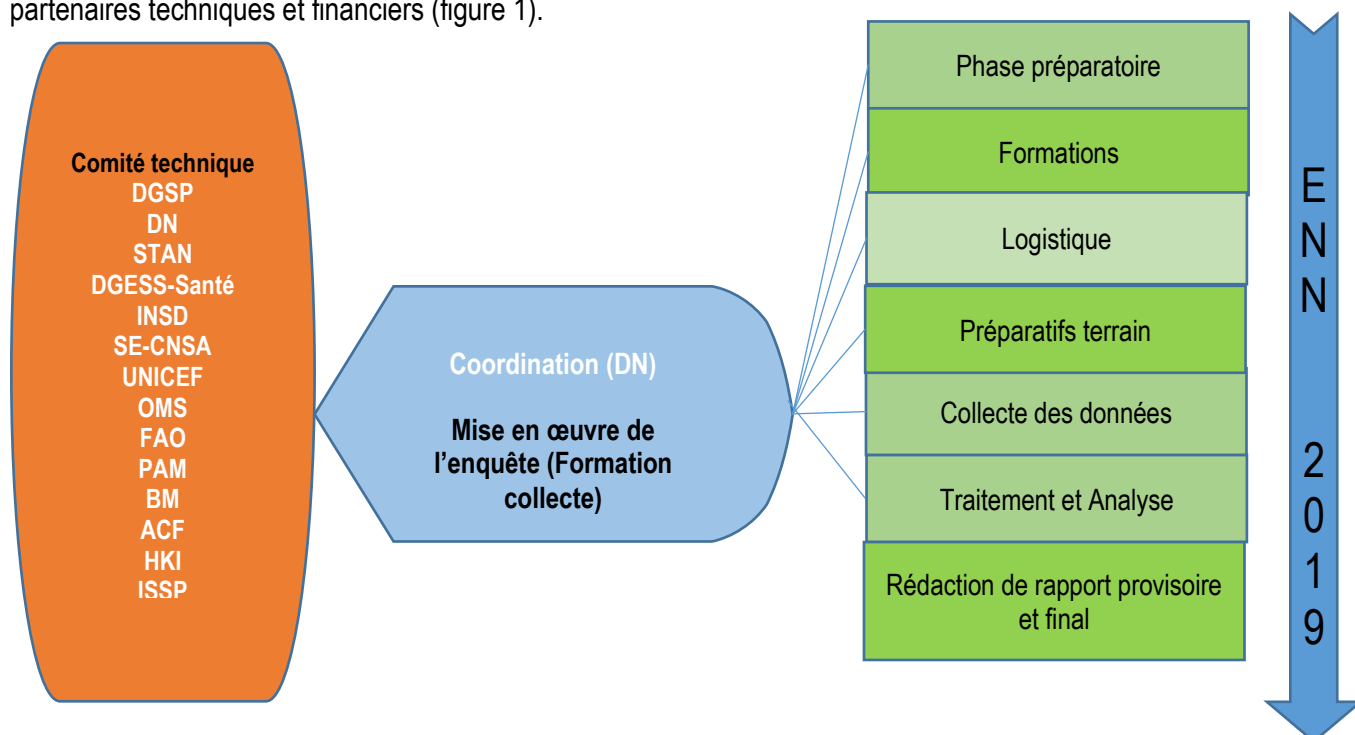 partenaires techniques et financiers (figure 1).
Comité technique
DGSP
DN
STAN
DGESS-Santé
INSD
SE-CNSA
UNICEF
OMS
FAO
PAM
BM
ACF
HKI
ISSP
Coordination (DN)
Mise en œuvre de
l'enquête (Formation
collecte)
Phase préparatoire
Formations
Logistique
Préparatifs terrain
Collecte des données
Traitement et Analyse
Rédaction de rapport provisoire
et final
E
N
N
2
0
1
9